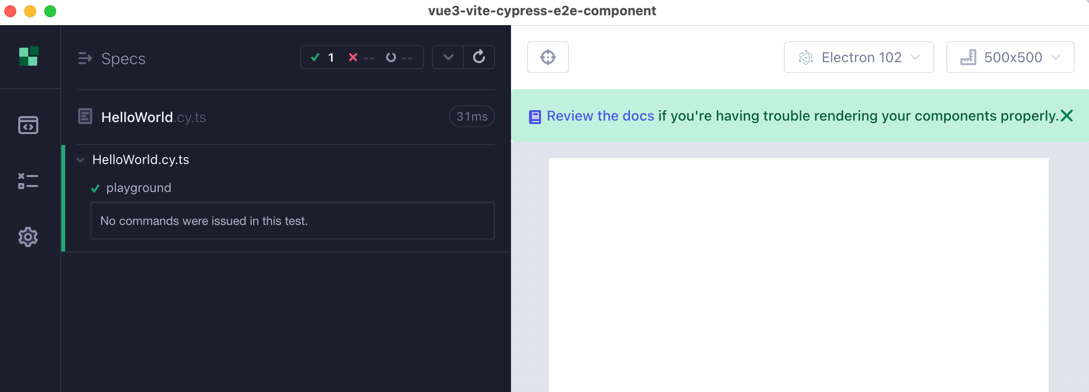 vue3-vite-cypress-e2e-component
Specs
1 -- --
Electron 102
500x500
HelloWorld.cy.ts
31ms
Review the docs if you're having trouble rendering your components properly.
HelloWorld.cy.ts
playground
No commands were issued in this test.